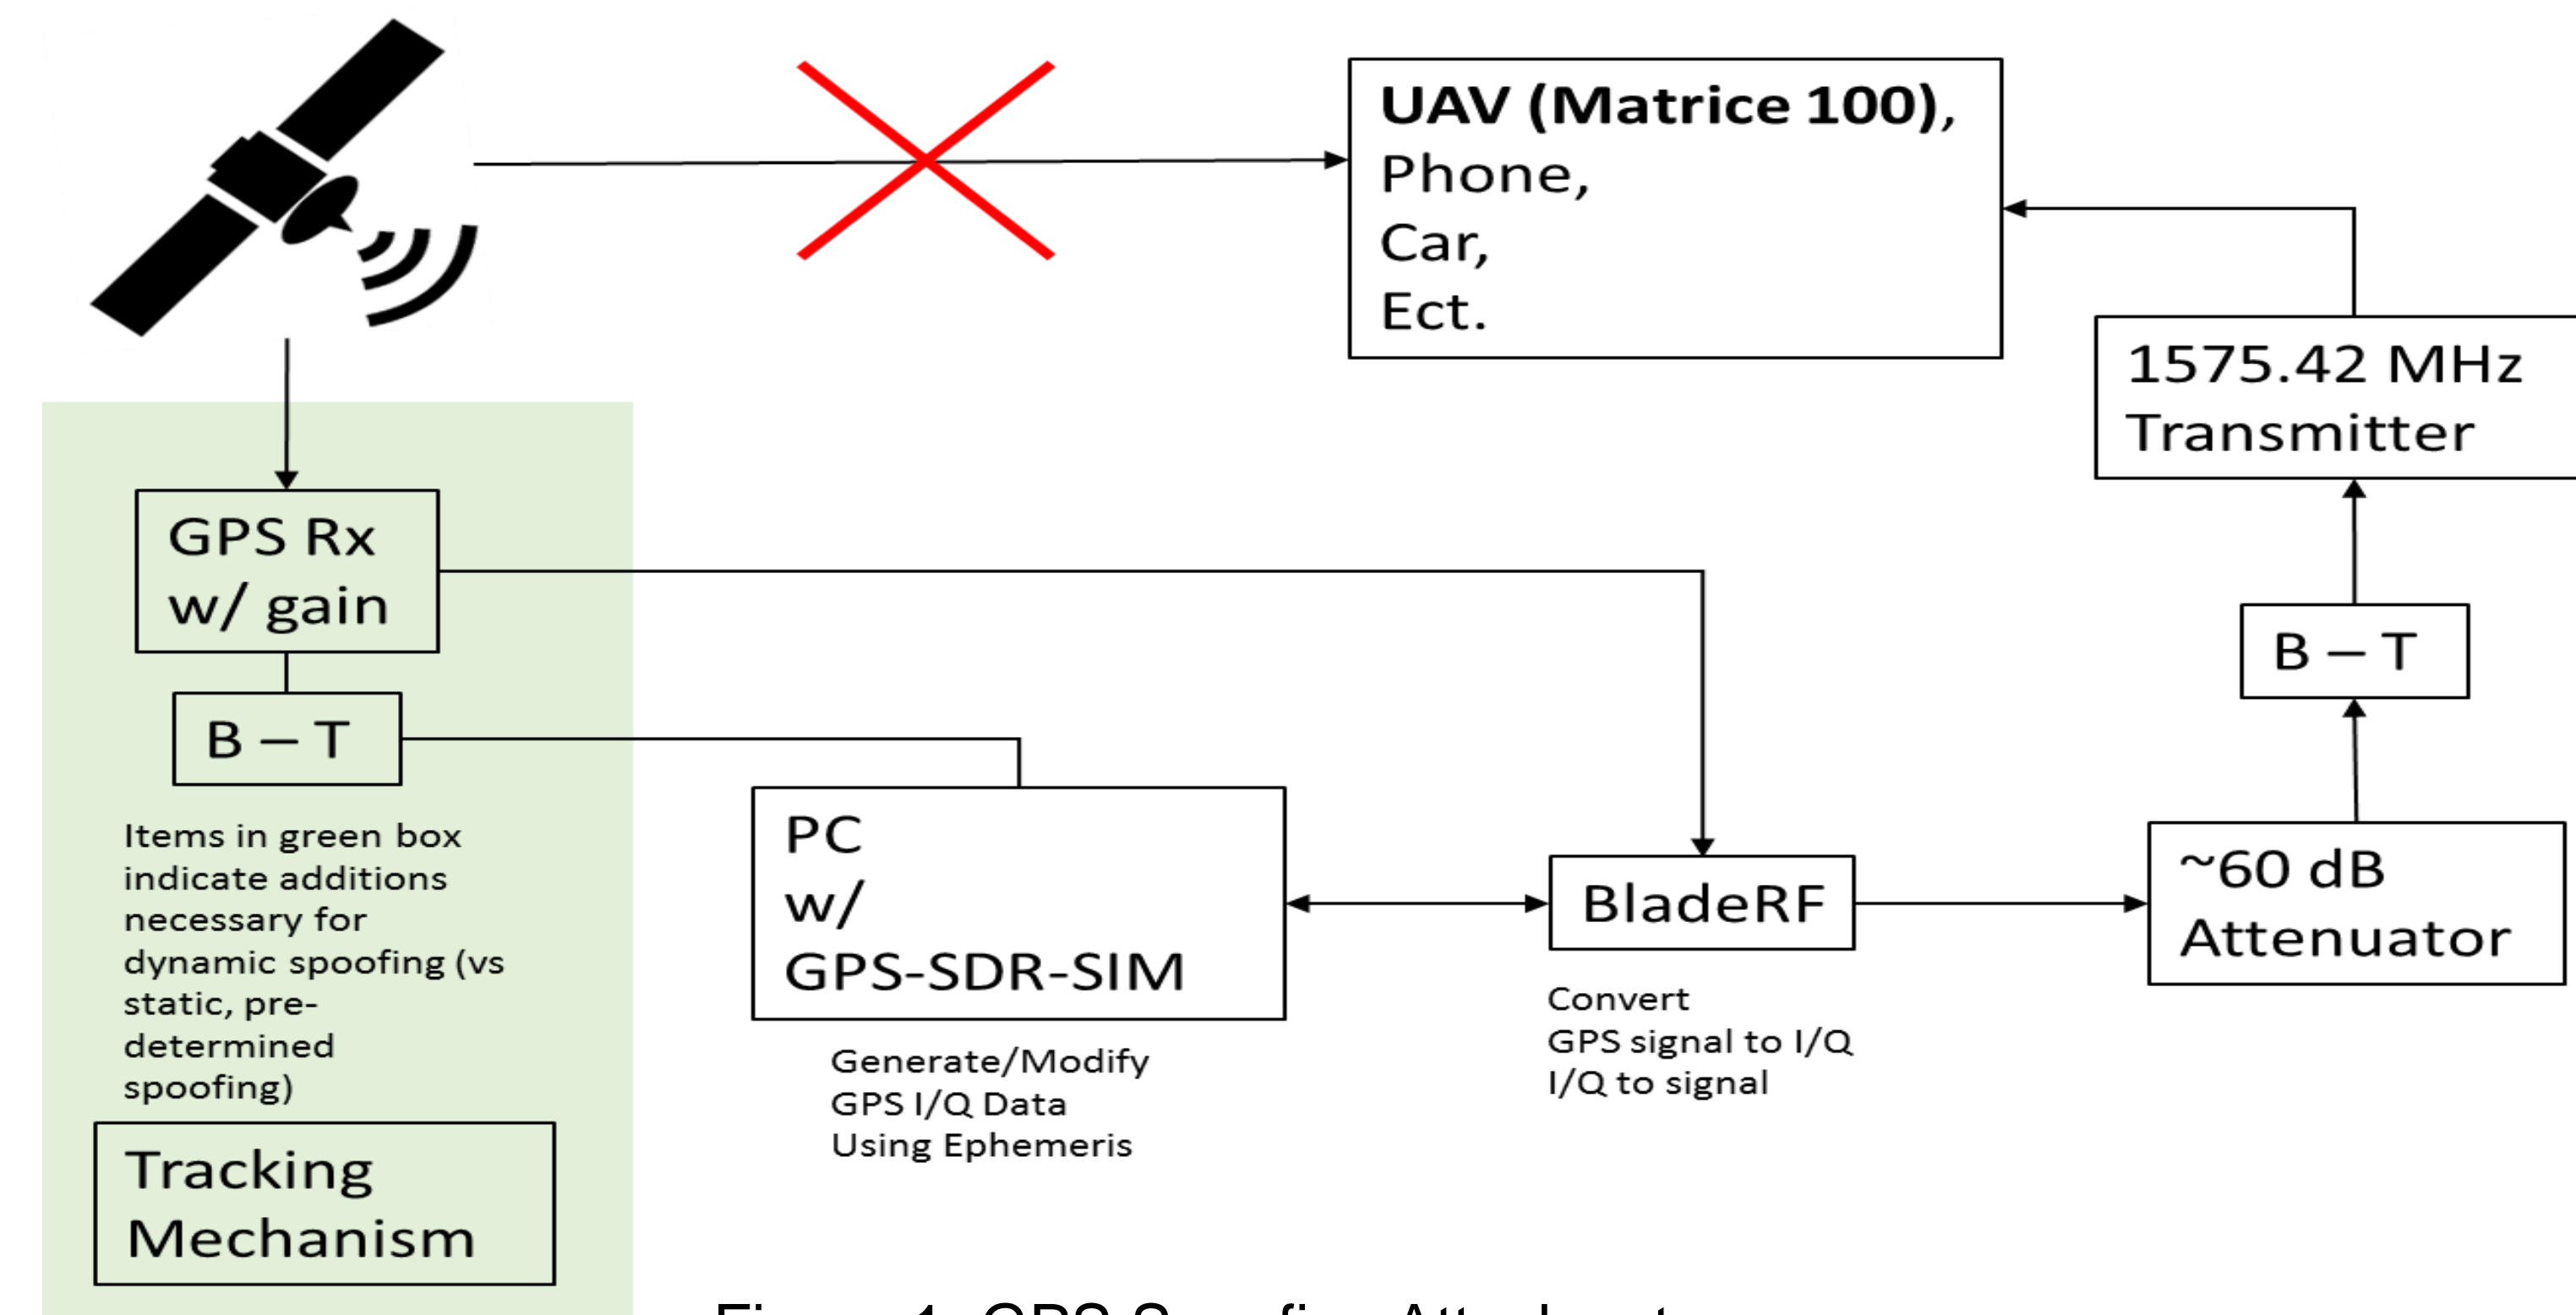 UAV (Matrice 100),
Phone,
Car,
Ect.
1575.42 MHz
Transmitter
GPS Rx
w/ gain
B – T
B – T
Items in green box
indicate additions
necessary for
dynamic spoofing (vs
static, pre-
determined
spoofing)
PC
w/
GPS-SDR-SIM
BladeRF
~60 dB
Attenuator
Generate/Modify
GPS I/Q Data
Using Ephemeris
Convert
GPS signal to I/Q
I/Q to signal
Tracking
Mechanism